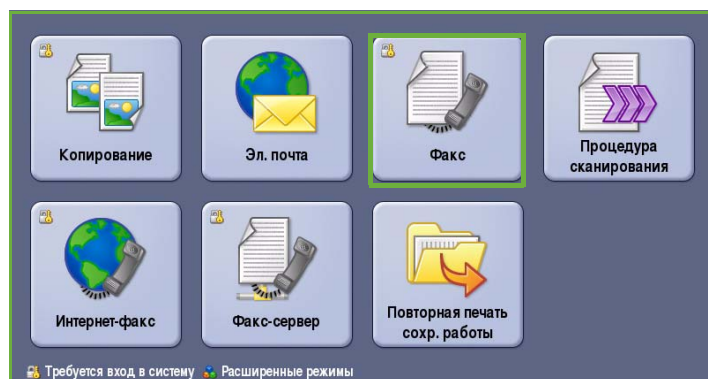 Копирование
Эл. почта
Факс
Процедура
сканирования
Интернет-факс
Факс-сервер
Повторная печать
сохр. работы
Требуется вход в систему Расширенные режимы